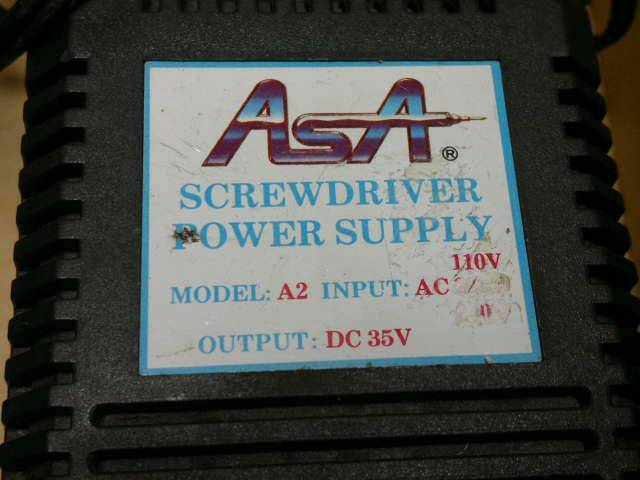 ASA®
SCREWDRIVER
POWER SUPPLY
110V
MODEL: A2 INPUT: AC
OUTPUT: DC 35V